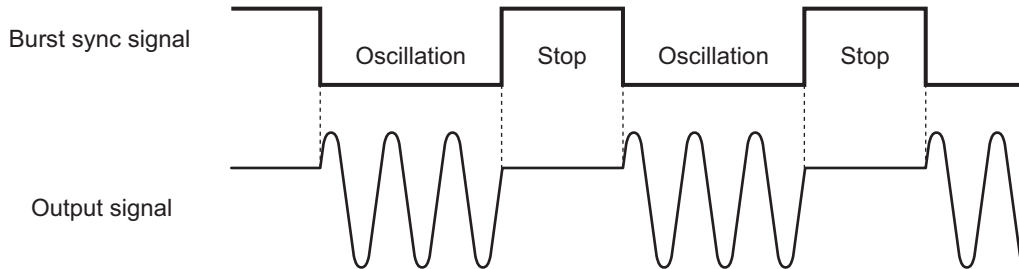 Burst sync signal
Oscillation
Stop
Oscillation
Stop
Output signal